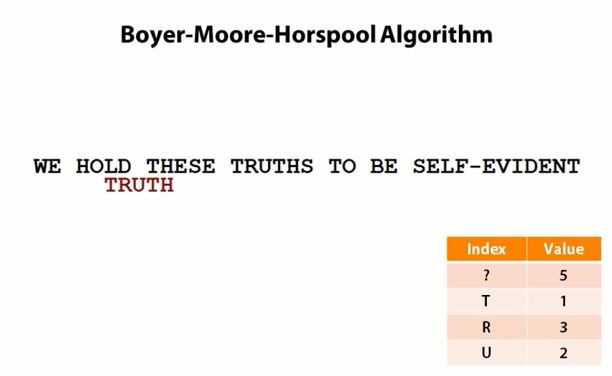 Boyer-Moore-Horspool Algorithm
WE HOLD THESE TRUTHS TO BE SELF-EVIDENT
TRUTH
Index Value
? 5
T 1
R 3
U 2